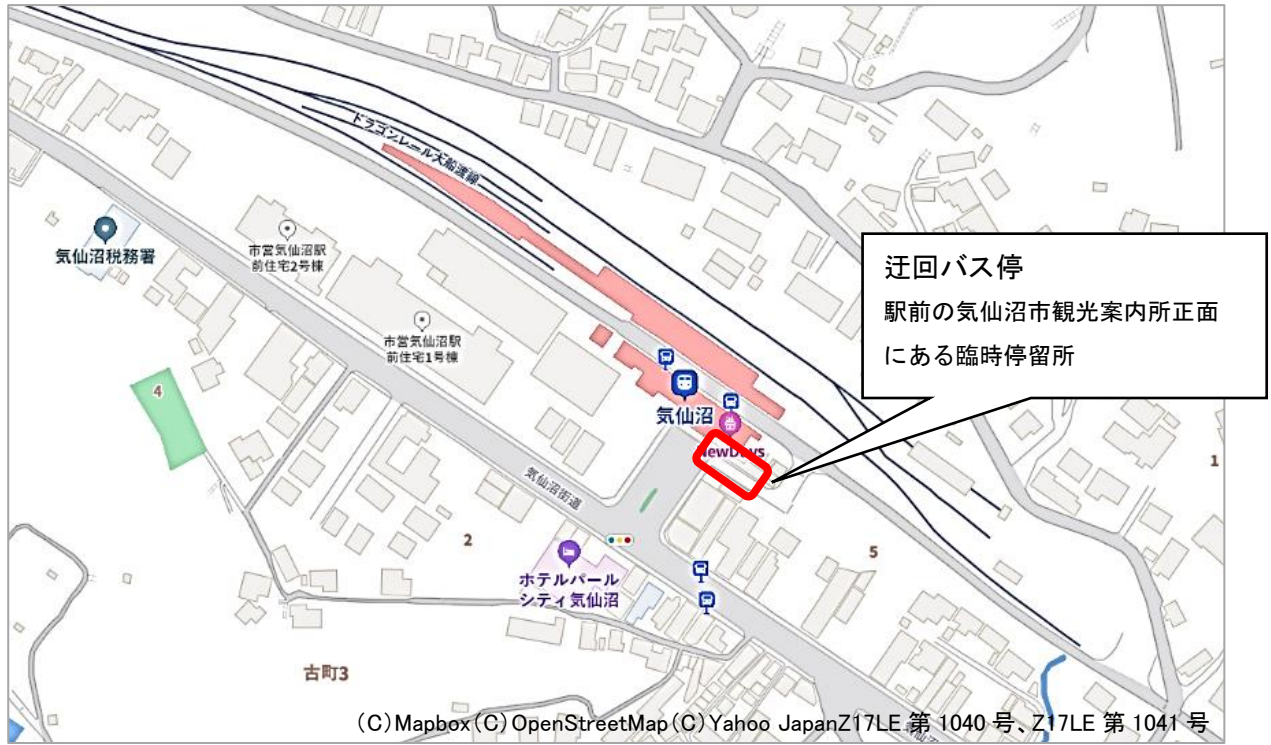 ドラゴンレール大船渡線
気仙沼税務署
市営気仙沼駅
前住宅2号棟
市営気仙沼駅
前住宅1号棟
迂回バス停
駅前の気仙沼市観光案内所正面
にある臨時停留所
4
気仙沼
NewDays
1
気仙沼街道
2
5
ホテルパール
シティ気仙沼
古町3
気仙沼街道
(C)Mapbox(C)OpenStreetMap(C)Yahoo JapanZ17LE 第 1040 号、Z17LE 第 1041 号